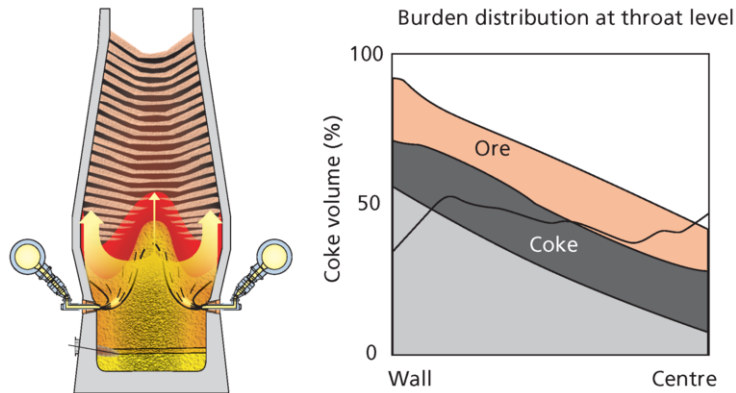 Burden distribution at throat level
100
Ore
Coke volume (%)
50
Coke
0
Wall Centre